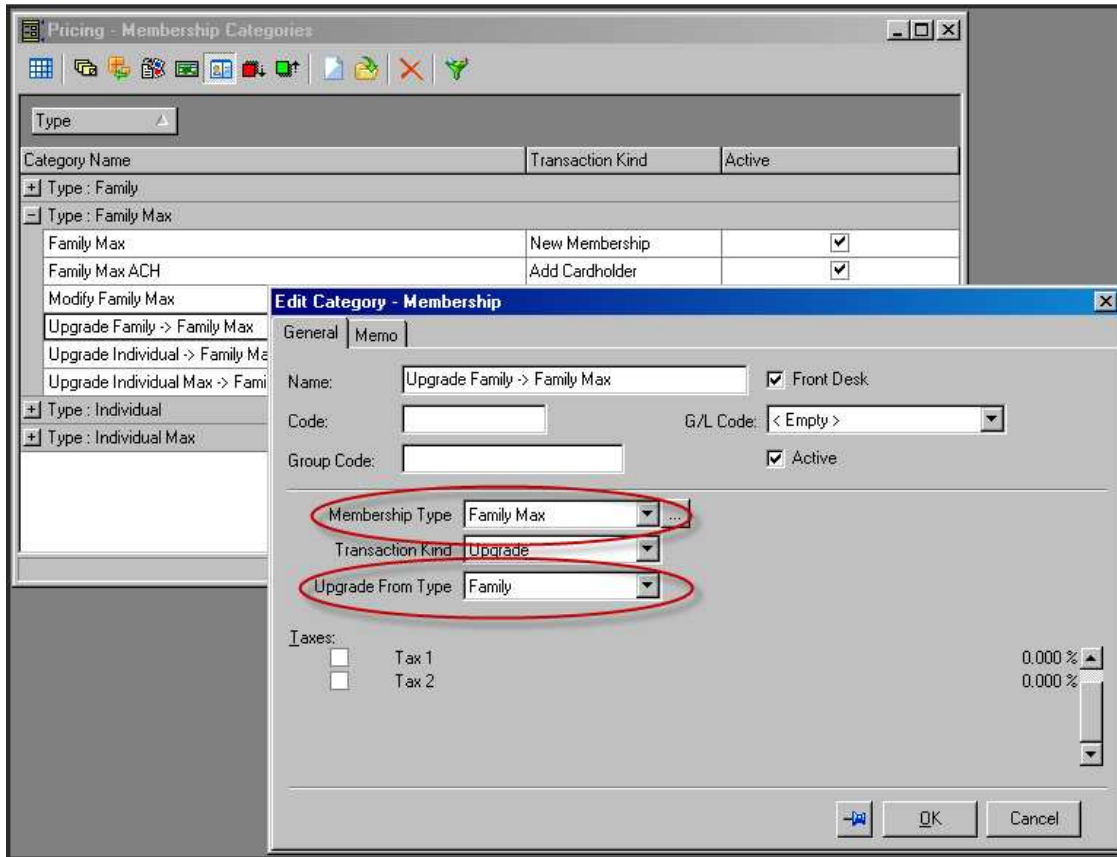 Pricing - Membership Categories
Type
Category Name Transaction Kind Active
Type : Family
Type : Family Max
Family Max New Membership
Family Max ACH Add Cardholder
Modify Family Max
Upgrade Family -> Family Max
Upgrade Individual -> Family Ma
Upgrade Individual Max -> Fami
Type : Individual
Type : Individual Max
Edit Category - Membership
General Memo
Name: Upgrade Family -> Family Max Front Desk
Code: G/L Code: < Empty >
Group Code: Active
Membership Type Family Max ...
Transaction Kind Upgrade
Upgrade From Type Family
Taxes:
Tax 1 0.000 %
Tax 2 0.000 %
OK Cancel